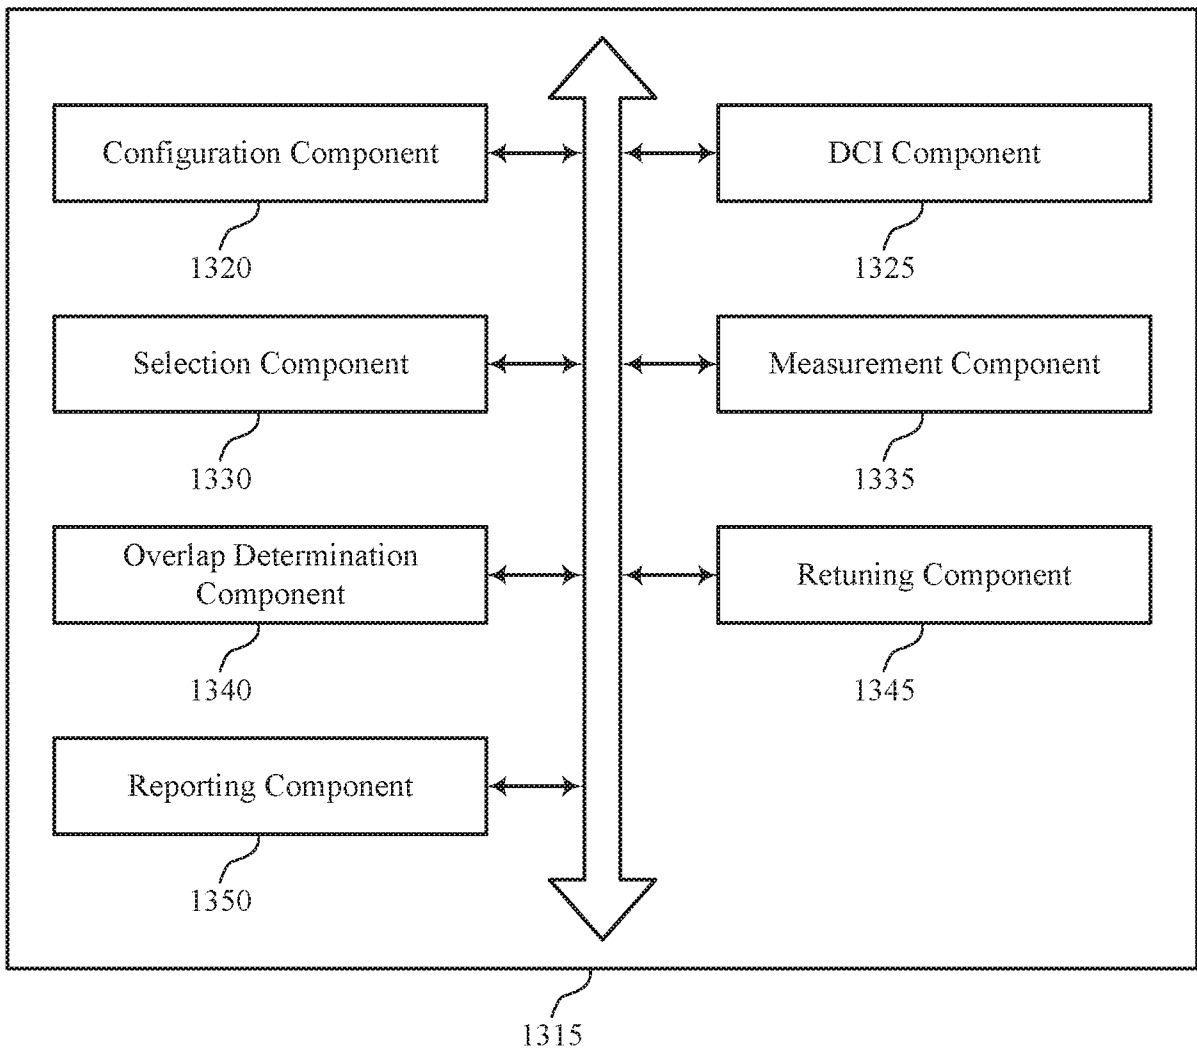 Configuration Component
DCI Component
1320
1325
Selection Component
Measurement Component
1330
1335
Overlap Determination
Component
Retuning Component
1340
1345
Reporting Component
1350
1315